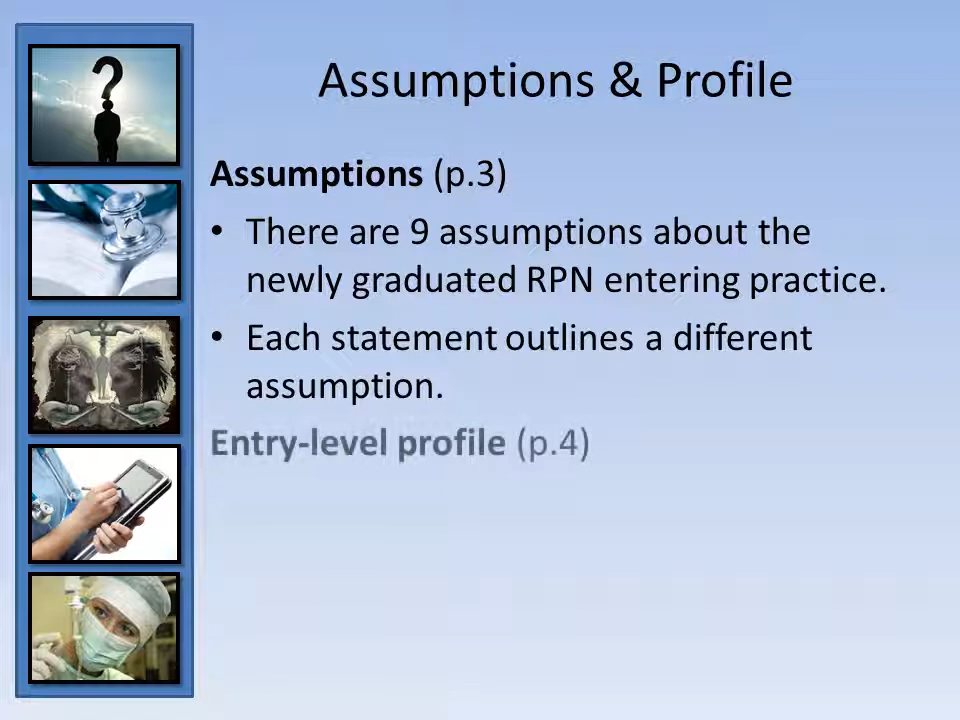 Assumptions & Profile
Assumptions (p.3)
• There are 9 assumptions about the
newly graduated RPN entering practice.
• Each statement outlines a different
assumption.
Entry-level profile (p.4)
?